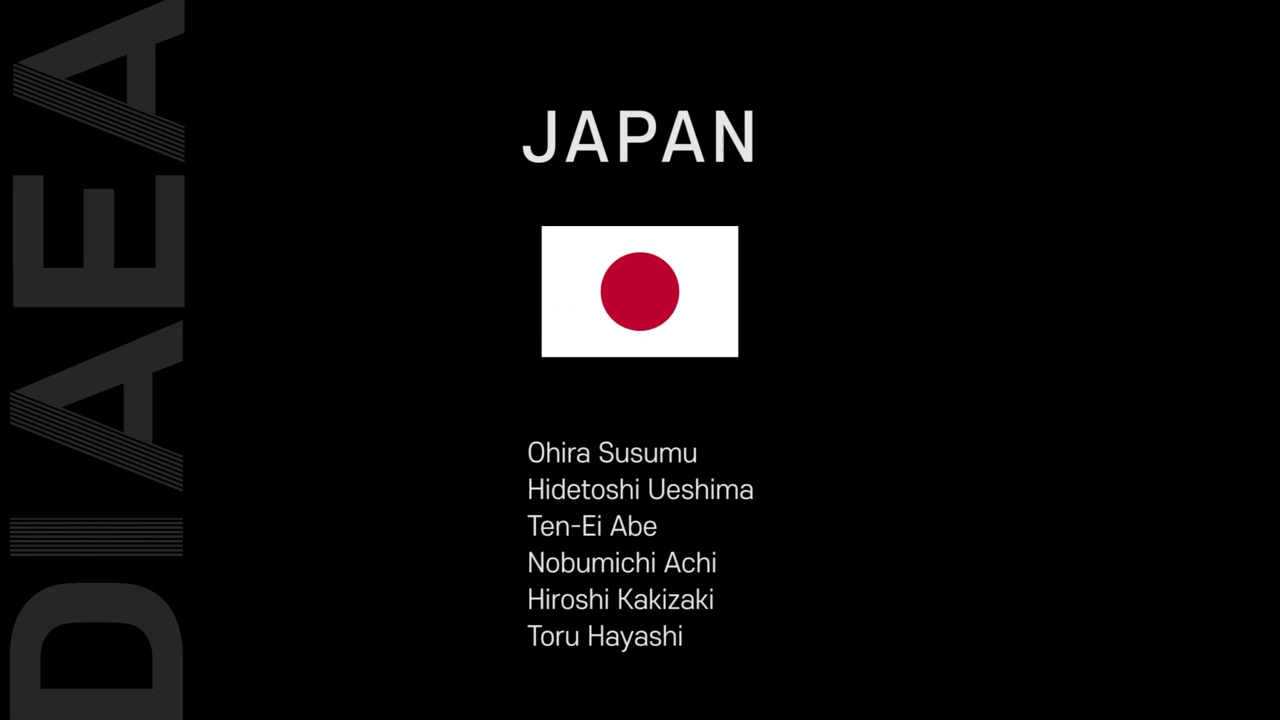 DIAEA
JAPAN
Ohira Susumu
Hidetoshi Ueshima
Ten-Ei Abe
Nobumichi Achi
Hiroshi Kakizaki
Toru Hayashi